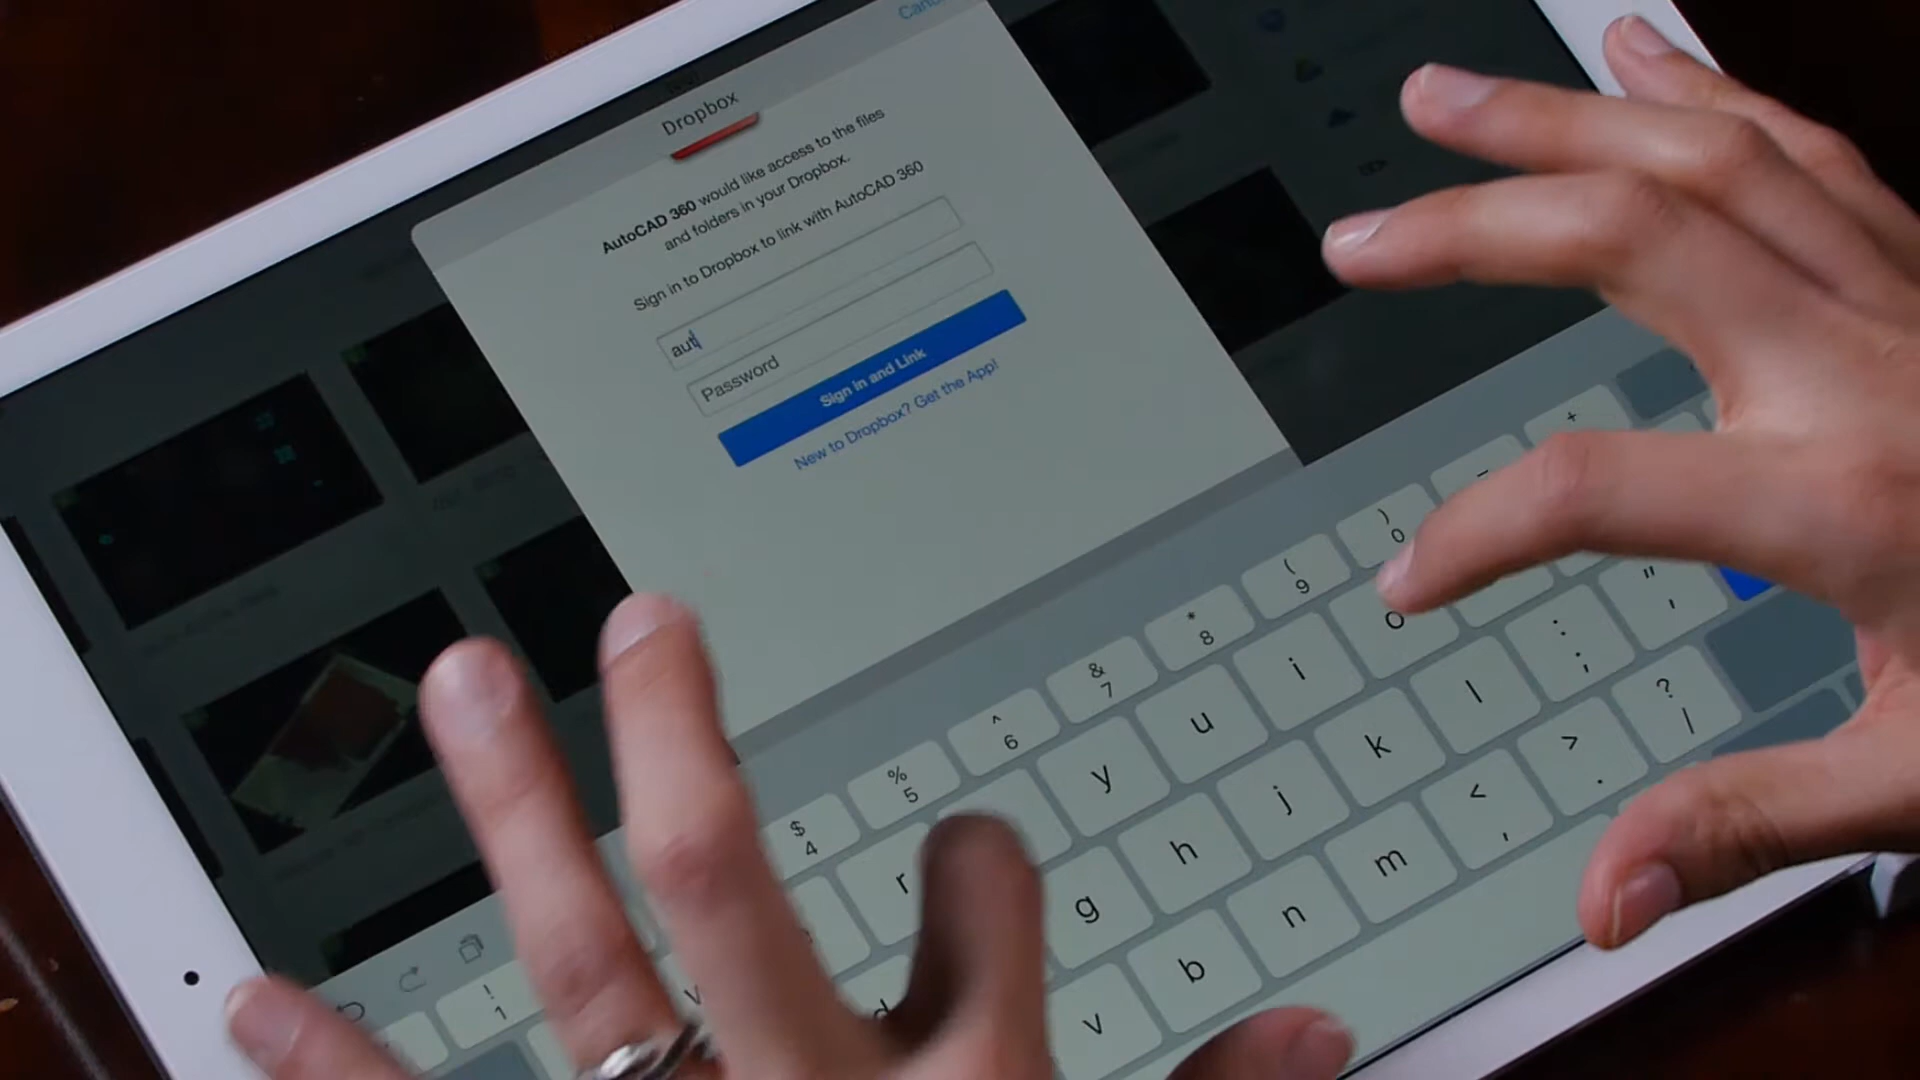 Dropbox
AutoCAD 360 would like access to the files
and folders in your Dropbox.
Sign in to Dropbox to link with AutoCAD 360
aut
Password
Sign in and Link
New to Dropbox? Get the App!
+
! 1
$ 4
% 5
^ 6
& 7
* 8
( 9
) 0
–
r
y
u
i
o
d
g
h
j
k
l
: ;
" '
v
b
n
m
< ,
> .
? /